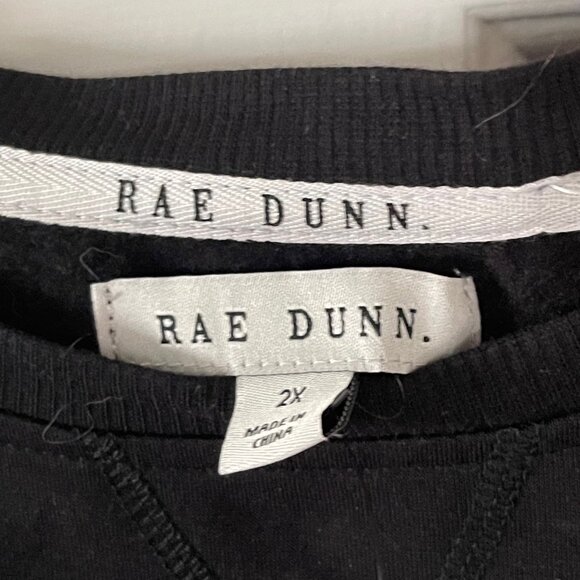 RAE DUNN.
RAE DUNN.
2X
MADE IN
CHINA